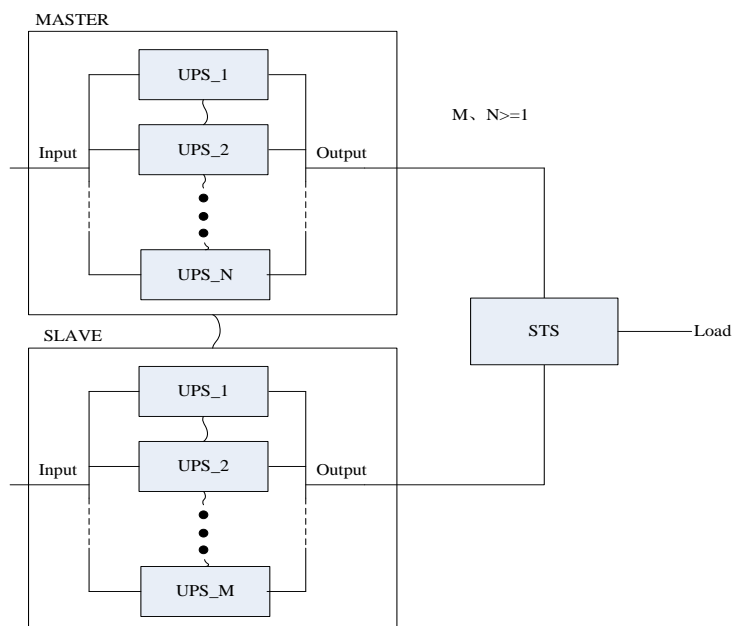 MASTER
UPS_1
M、N>=1
Input
UPS_2
Output
UPS_N
SLAVE
STS
Load
UPS_1
Input
UPS_2
Output
UPS_M